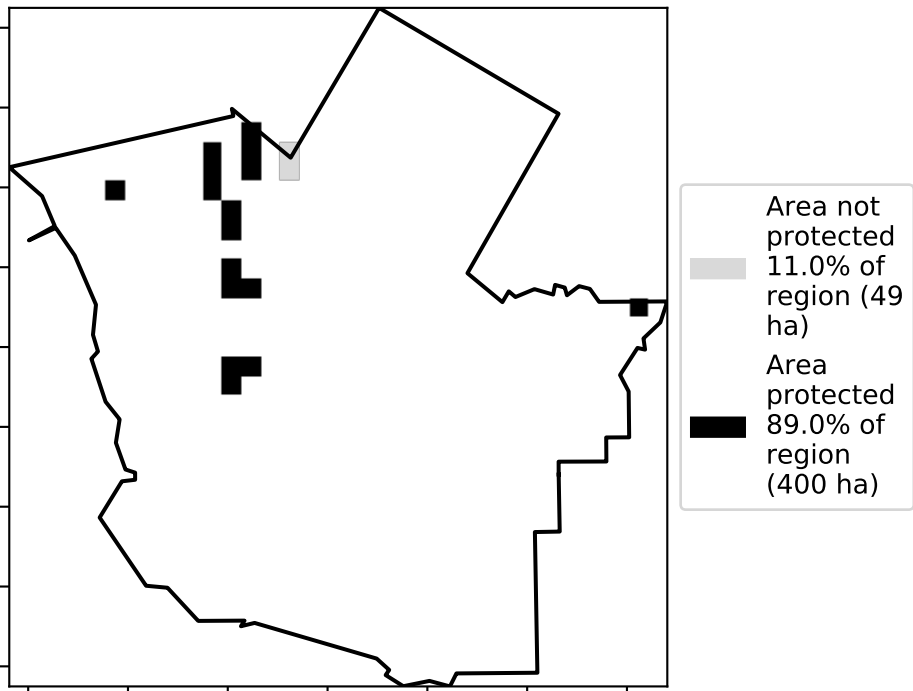 Area not
protected
11.0% of
region (49
ha)
Area
protected
89.0% of
region
(400 ha)